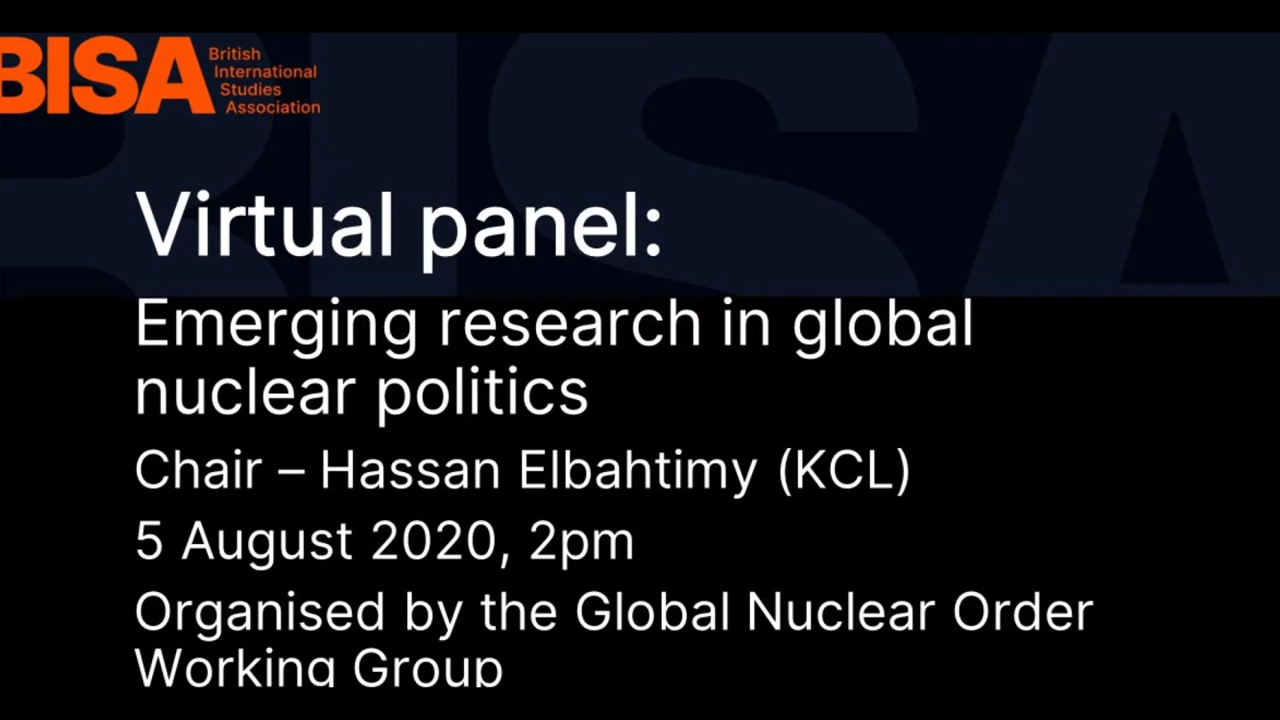 BISA
British
International
Studies
Association
Virtual panel:
Emerging research in global
nuclear politics
Chair – Hassan Elbahtimy (KCL)
5 August 2020, 2pm
Organised by the Global Nuclear Order
Working Group